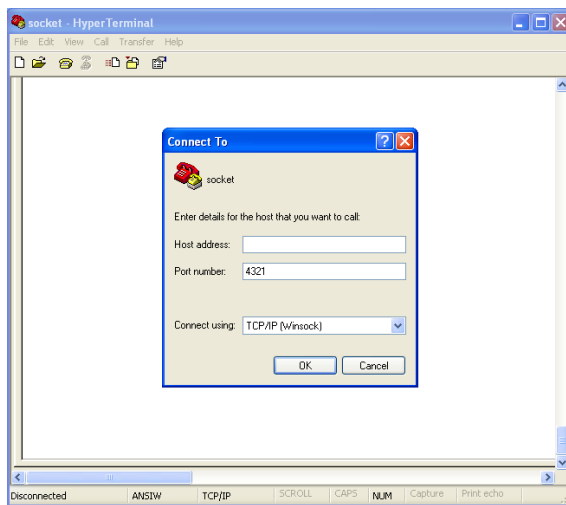 socket - HyperTerminal
File Edit View Call Transfer Help
Connect To
socket
Enter details for the host that you want to call:
Host address:
Port number: 4321
Connect using: TCP/IP (Winsock)
OK Cancel
Disconnected ANSIW TCP/IP SCROLL CAPS NUM Capture Print echo